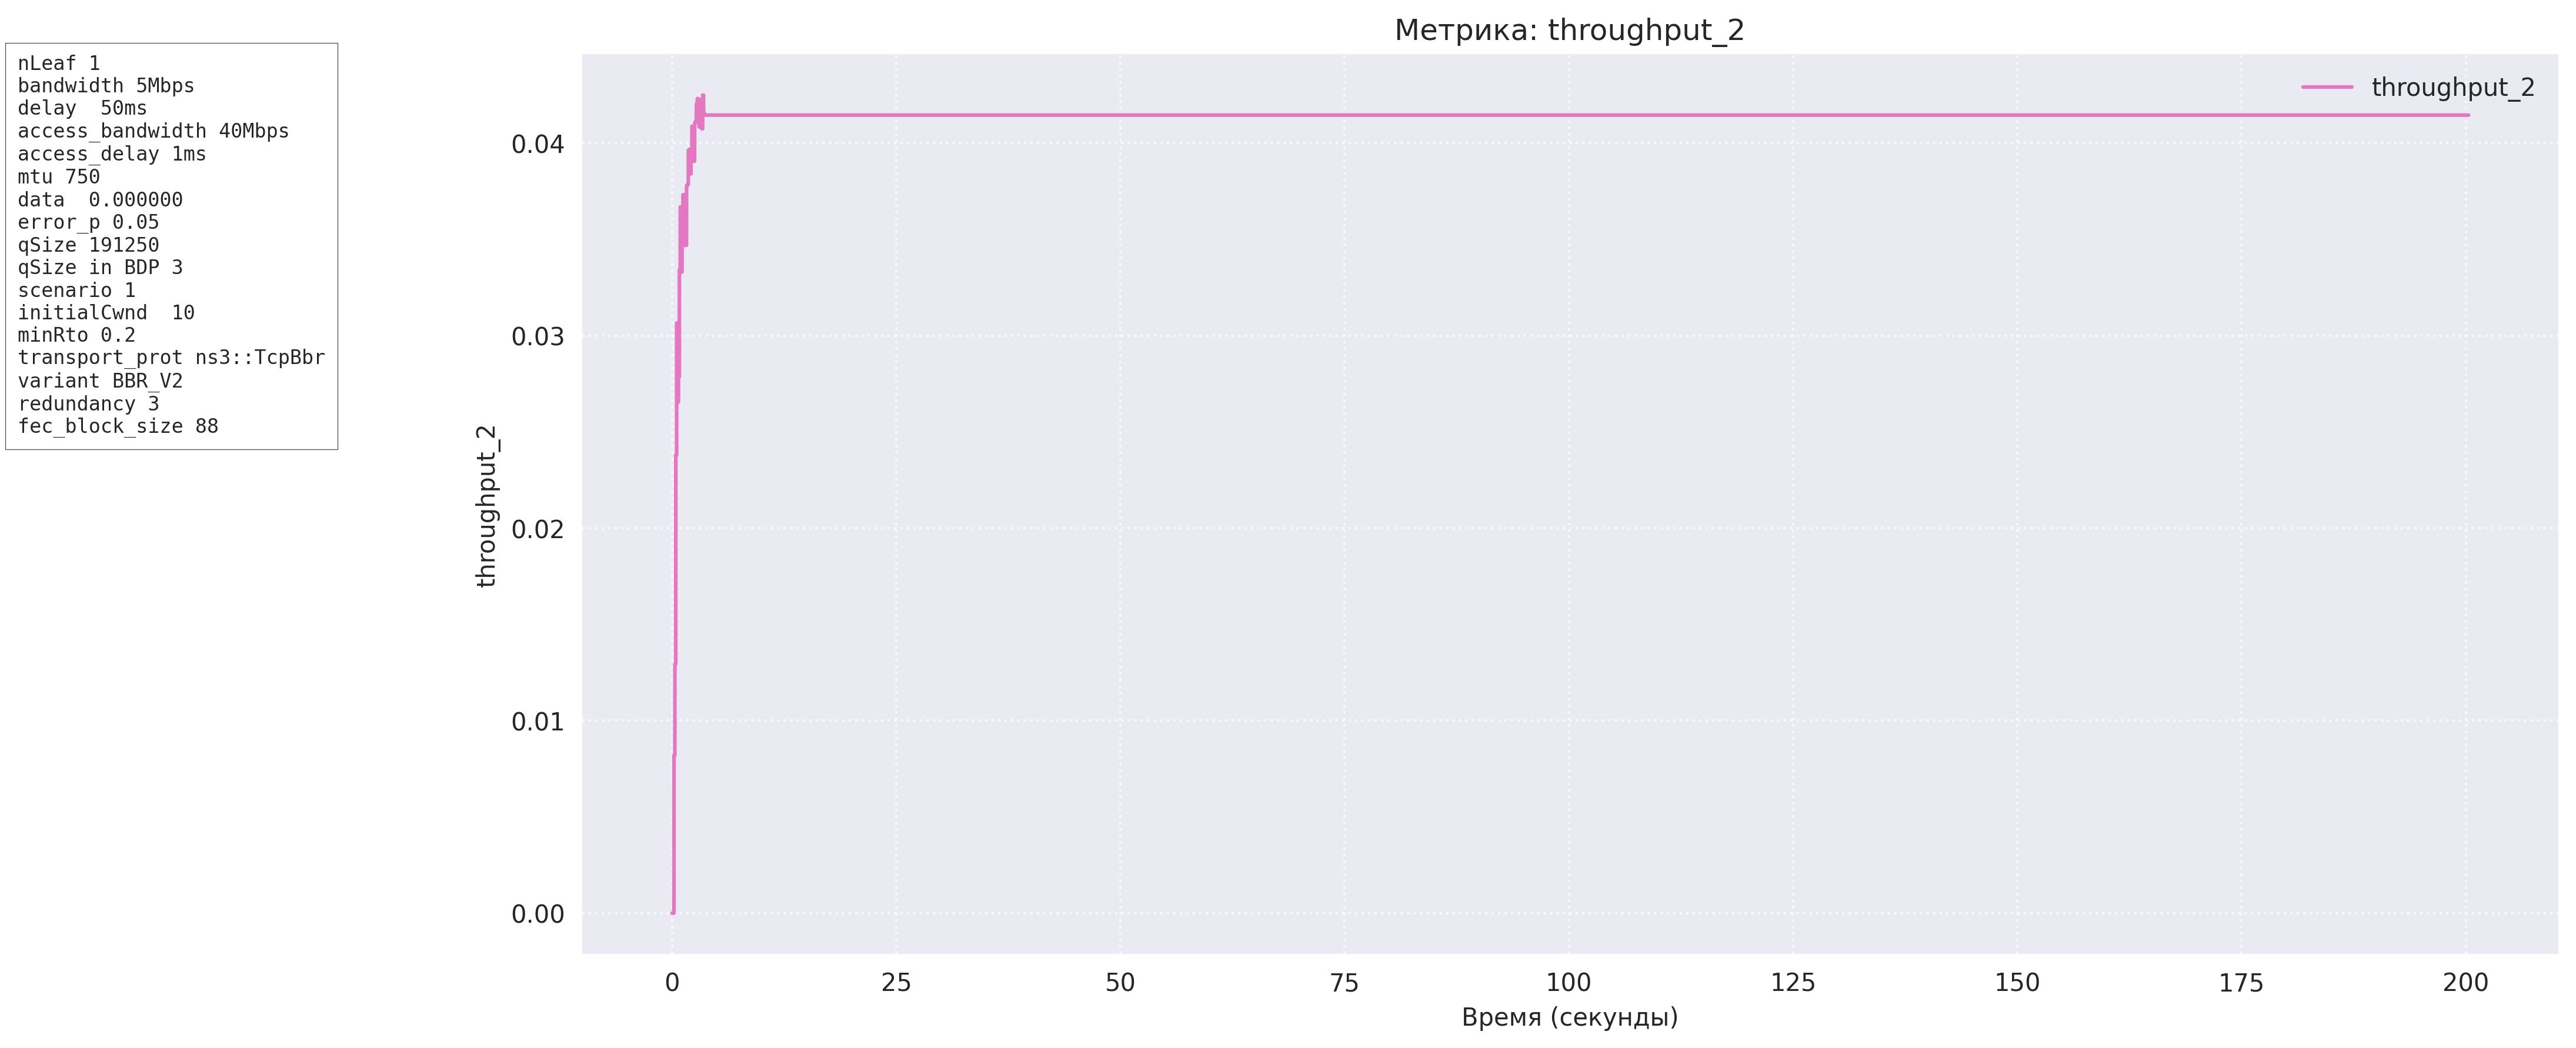 Метрика: throughput_2
nLeaf 1
bandwidth 5Mbps
delay  50ms
access_bandwidth 40Mbps
access_delay 1ms
mtu 750
data  0.000000
error_p 0.05
qSize 191250
qSize in BDP 3
scenario 1
initialCwnd  10
minRto 0.2
transport_prot ns3::TcpBbr
variant BBR_V2
redundancy 3
fec_block_size 88
throughput_2
throughput_2
0.04
0.03
0.02
0.01
0.00
0 25 50 75 100 125 150 175 200
Время (секунды)